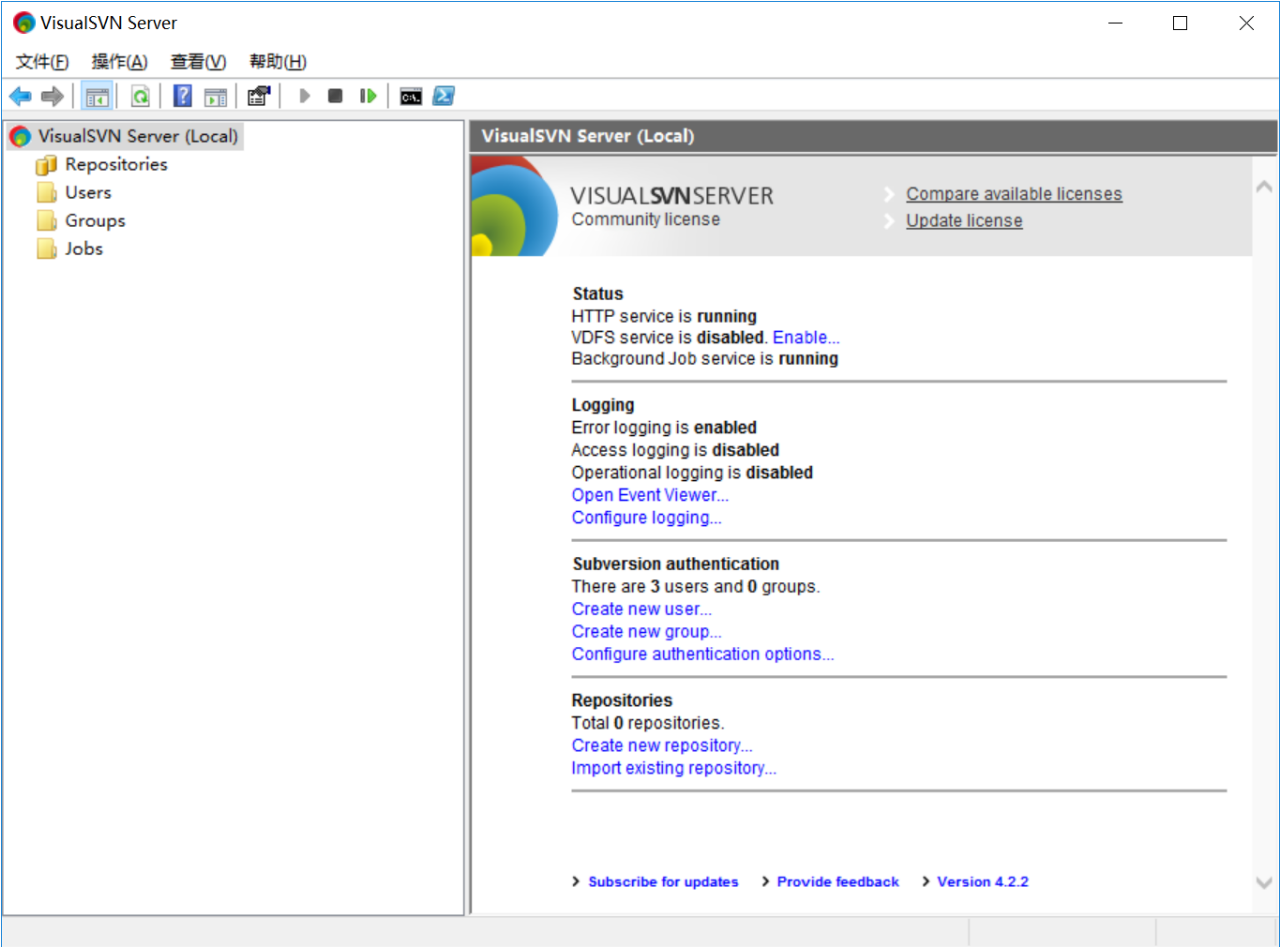 VisualSVN Server
文件(F) 操作(A) 查看(V) 帮助(H)
VisualSVN Server (Local)
Repositories
Users
Groups
Jobs
VisualSVN Server (Local)
VISUALSVNSERVER
Community license
Compare available licenses
Update license
Status
HTTP service is running
VDFS service is disabled. Enable...
Background Job service is running
Logging
Error logging is enabled
Access logging is disabled
Operational logging is disabled
Open Event Viewer...
Configure logging...
Subversion authentication
There are 3 users and 0 groups.
Create new user...
Create new group...
Configure authentication options...
Repositories
Total 0 repositories.
Create new repository...
Import existing repository...
Subscribe for updates Provide feedback Version 4.2.2